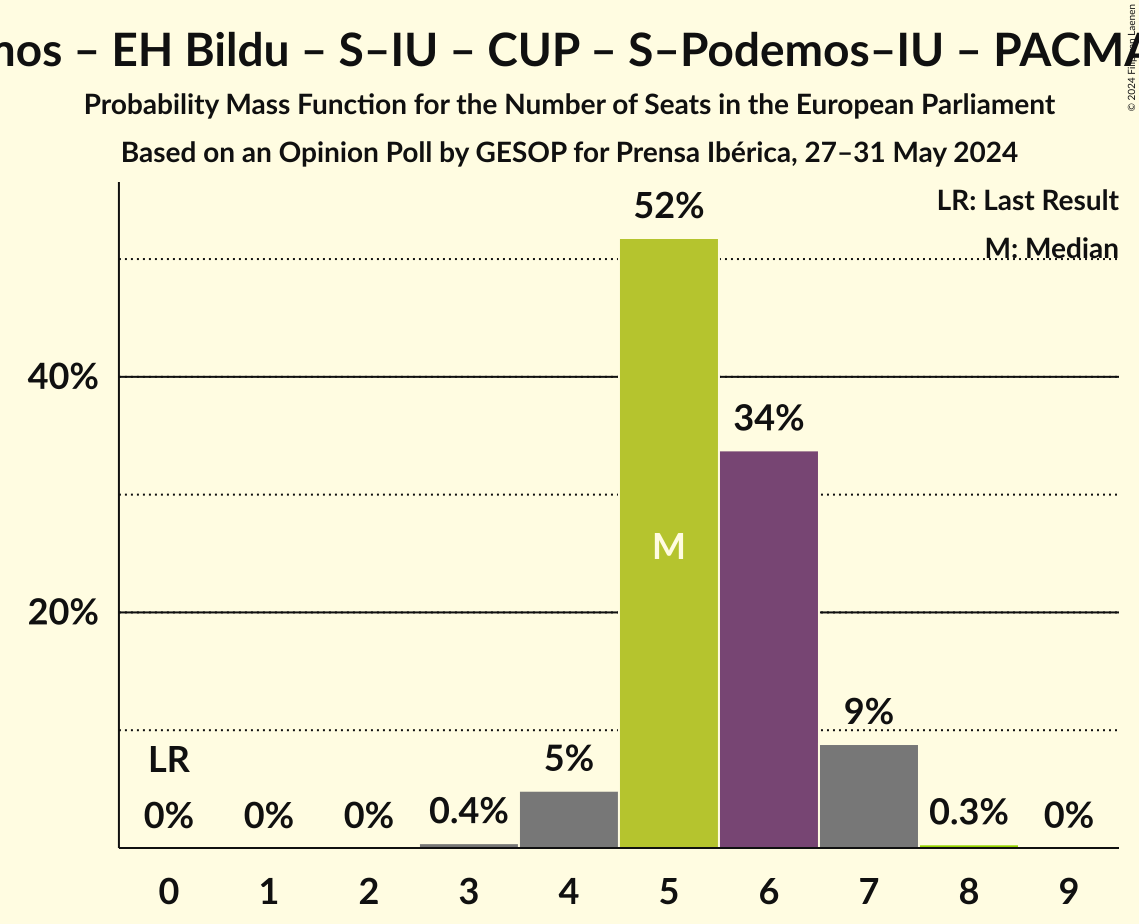 nos – EH Bildu – S–IU – CUP – S–Podemos–IU – PACMA
Probability Mass Function for the Number of Seats in the European Parliament
Based on an Opinion Poll by GESOP for Prensa Ibérica, 27–31 May 2024
© 2024 Filip van Laenen
LR: Last Result
M: Median
52%
40%
34%
M
20%
9%
LR
5%
0% 0% 0% 0.4% 0.3% 0%
0 1 2 3 4 5 6 7 8 9